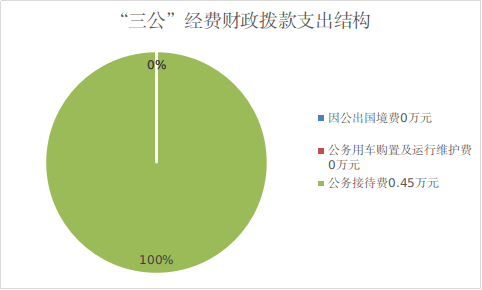 “三公”经费财政拨款支出结构
0%
因公出国境费0万元
公务用车购置及运行维护费
0万元
公务接待费0.45万元
100%